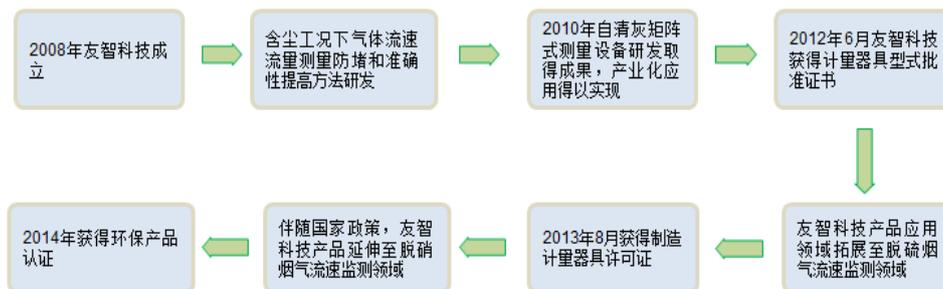 2008年友智科技成
立
含尘工况下气体流速
流量测量防堵和准确
性提高方法研发
2010年自清灰矩阵
式测量设备研发取
得成果，产业化应
用得以实现
2012年6月友智科技
获得计量器具型式批
准证书
友智科技产品应用
领域拓展至脱硫烟
气流速监测领域
2013年8月获得制造
计量器具许可证
伴随国家政策，友智
科技产品延伸至脱硝
烟气流速监测领域
2014年获得环保产品
认证